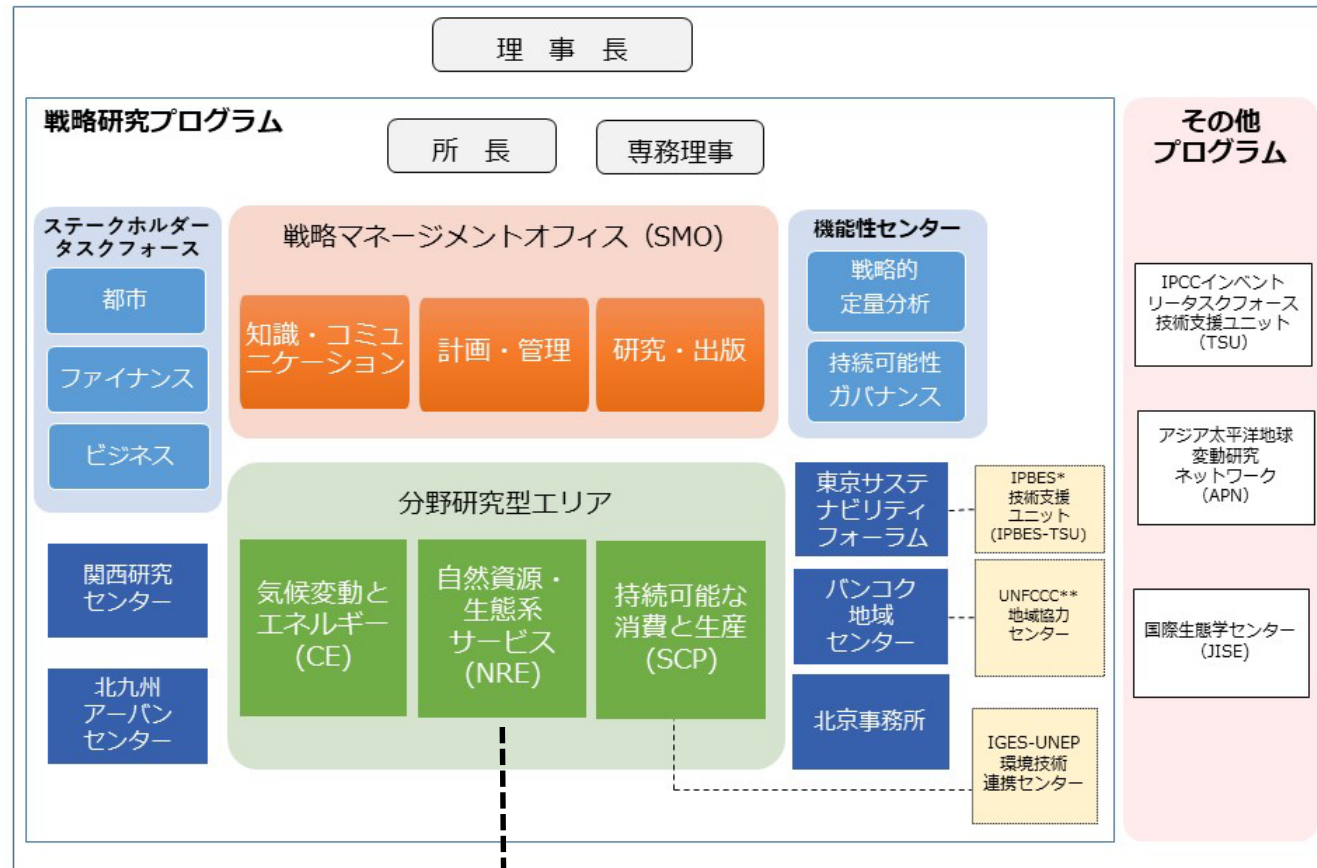 理 事 長
戦略研究プログラム
所 長
専務理事
ステークホルダー
タスクフォース
都市
ファイナンス
ビジネス
戦略マネージメントオフィス（SMO）
知識・コミュ
ニケーション
計画・管理
研究・出版
機能性センター
戦略的
定量分析
持続可能性
ガバナンス
分野研究型エリア
気候変動と
エネルギー
(CE)
自然資源・
生態系
サービス
(NRE)
持続可能な
消費と生産
(SCP)
関西研究
センター
北九州
アーバン
センター
東京サステ
ナビリティ
フォーラム
バンコク
地域
センター
北京事務所
IPBES*
技術支援
ユニット
(IPBES-TSU)
UNFCCC**
地域協力
センター
IGES-UNEP
環境技術
連携センター
その他
プログラム
IPCCインベント
リータスクフォース
技術支援ユニット
(TSU)
アジア太平洋地球
変動研究
ネットワーク
(APN)
国際生態学センター
(JISE)